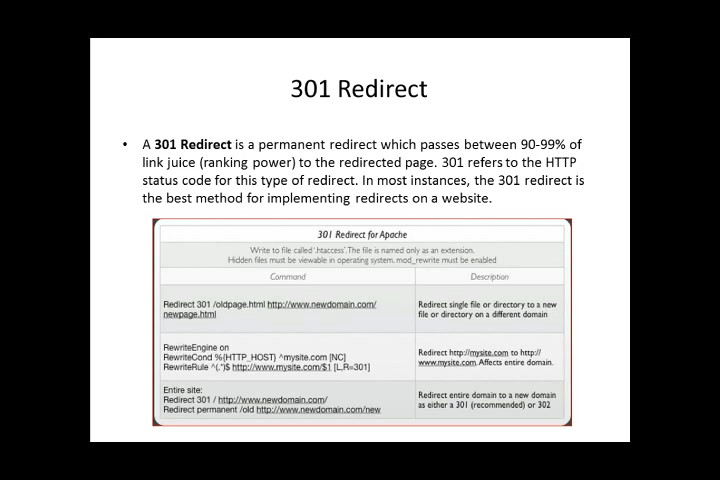 301 Redirect
• A 301 Redirect is a permanent redirect which passes between 90-99% of
link juice (ranking power) to the redirected page. 301 refers to the HTTP
status code for this type of redirect. In most instances, the 301 redirect is
the best method for implementing redirects on a website.
301 Redirect for Apache
Write to file called '.htaccess'. The file is named only as an extension.
Hidden files must be viewable in operating system. mod_rewrite must be enabled
Command Description
Redirect 301 /oldpage.html http://www.newdomain.com/
newpage.html
Redirect single file or directory to a new
file or directory on a different domain
RewriteEngine on
RewriteCond %{HTTP_HOST} ^mysite.com [NC]
RewriteRule ^(.*)$ http://www.mysite.com/$1 [L,R=301]
Redirect http://mysite.com to http://
www.mysite.com. Affects entire domain.
Entire site:
Redirect 301 / http://www.newdomain.com/
Redirect permanent /old http://www.newdomain.com/new
Redirect entire domain to a new domain
as either a 301 (recommended) or 302